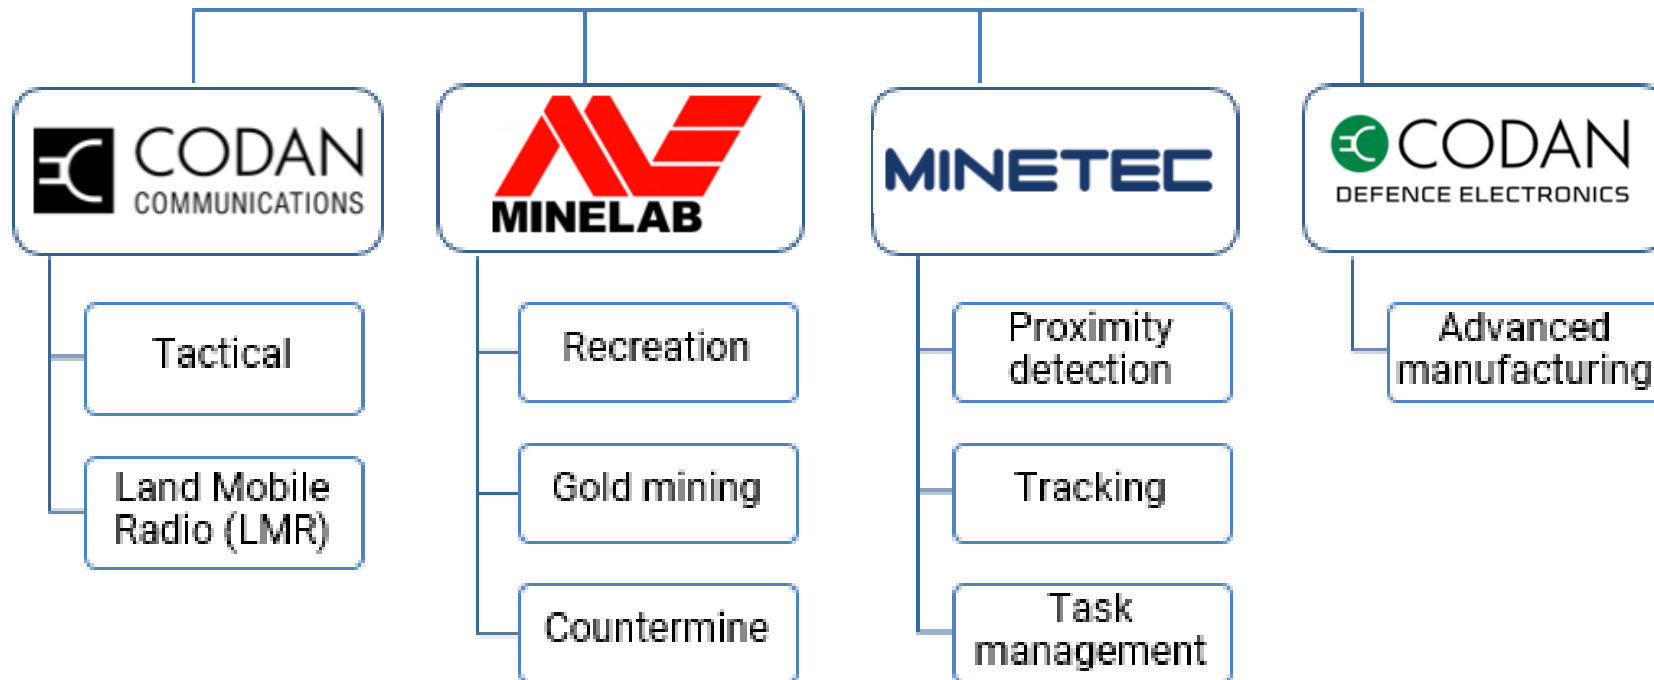 CODAN
COMMUNICATIONS
Tactical
Land Mobile
Radio (LMR)
MINELAB
Recreation
Gold mining
Countermine
MINETEC
Proximity
detection
Tracking
Task
management
CODAN
DEFENCE ELECTRONICS
Advanced
manufacturing